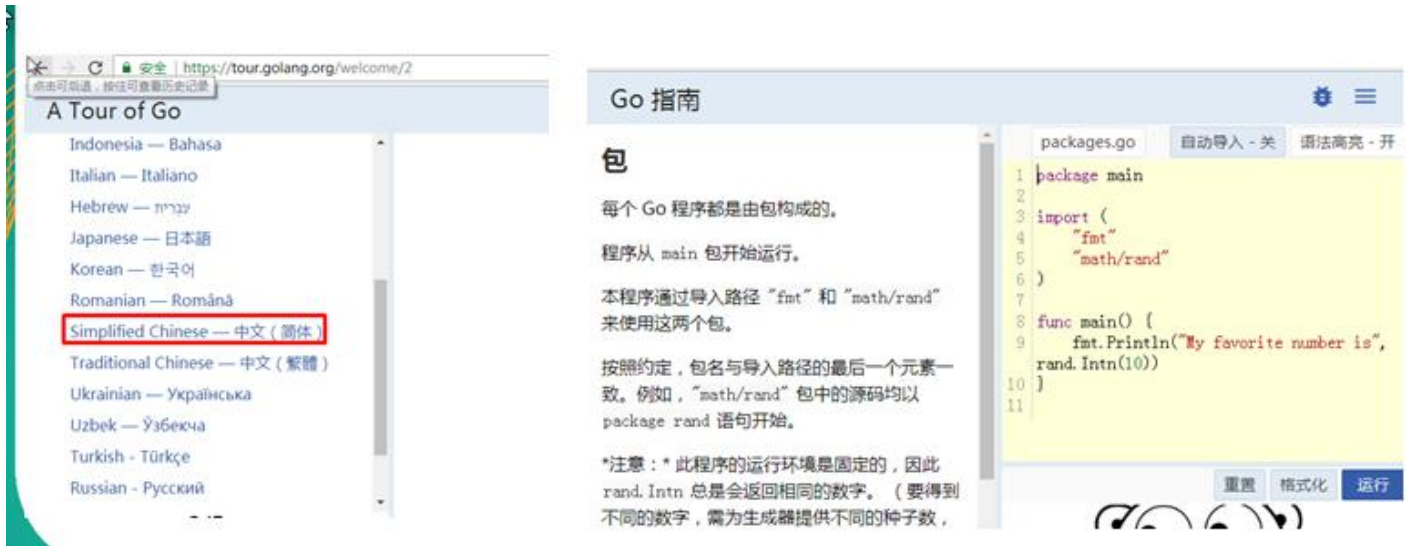 安全 | https://tour.golang.org/welcome/2
点击可后退，按住可查看历史记录
A Tour of Go
Indonesia — Bahasa
Italian — Italiano
Hebrew — עברית
Japanese — 日本語
Korean — 한국어
Romanian — Română
Simplified Chinese — 中文（简体）
Traditional Chinese — 中文（繁體）
Ukrainian — Українська
Uzbek — Ўзбекча
Turkish - Türkçe
Russian - Русский
Go 指南
包
每个 Go 程序都是由包构成的。
程序从 main 包开始运行。
本程序通过导入路径 "fmt" 和 "math/rand"
来使用这两个包。
按照约定，包名与导入路径的最后一个元素一
致。例如，"math/rand" 包中的源码均以
package rand 语句开始。
*注意：* 此程序的运行环境是固定的，因此
rand.Intn 总是会返回相同的数字。 （要得到
不同的数字，需为生成器提供不同的种子数，
packages.go 自动导入 - 关 语法高亮 - 开
1 package main
2
3 import (
4 "fmt"
5 "math/rand"
6 )
7
8 func main() {
9 fmt.Println("My favorite number is",
rand.Intn(10))
10 }
11
重置 格式化 运行